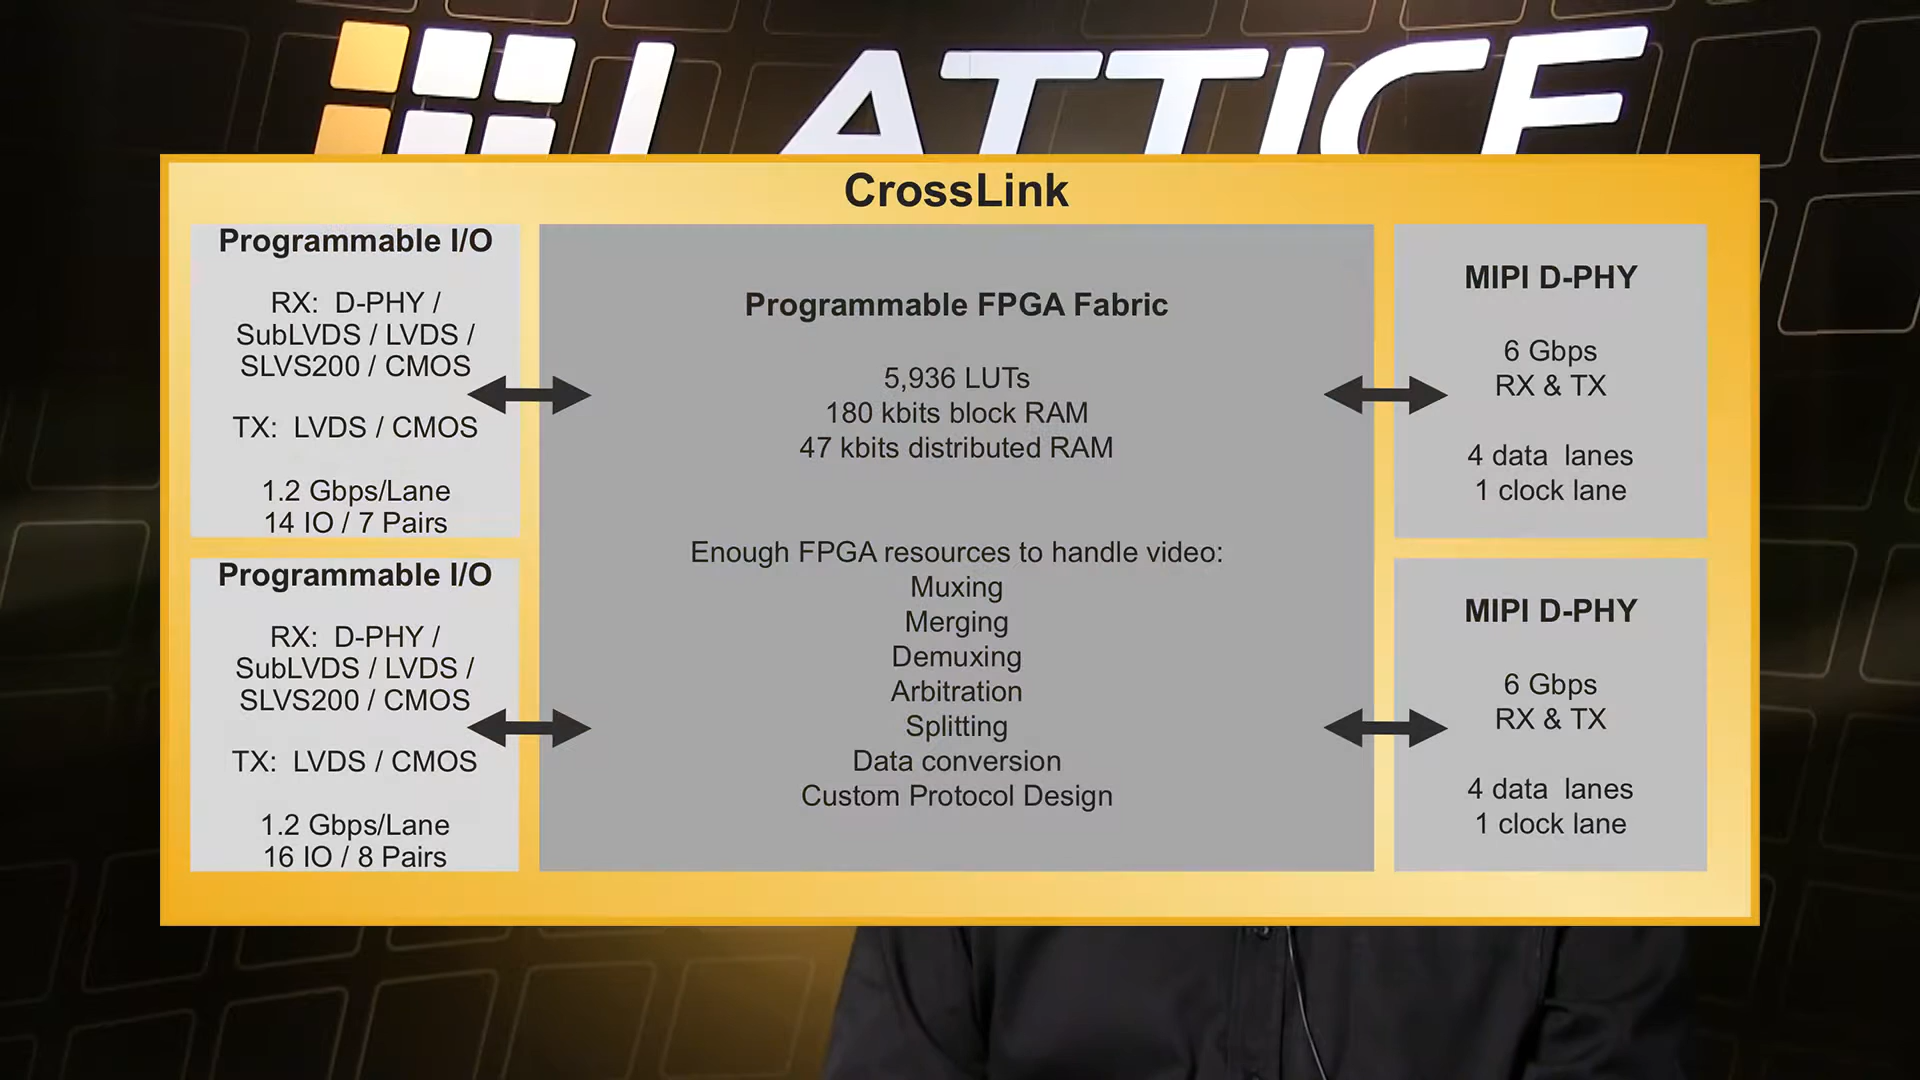 LATTICE
CrossLink
Programmable I/O
RX: D-PHY /
SubLVDS / LVDS /
SLVS200 / CMOS
TX: LVDS / CMOS
1.2 Gbps/Lane
14 IO / 7 Pairs
Programmable I/O
RX: D-PHY /
SubLVDS / LVDS /
SLVS200 / CMOS
TX: LVDS / CMOS
1.2 Gbps/Lane
16 IO / 8 Pairs
Programmable FPGA Fabric
5,936 LUTs
180 kbits block RAM
47 kbits distributed RAM
Enough FPGA resources to handle video:
Muxing
Merging
Demuxing
Arbitration
Splitting
Data conversion
Custom Protocol Design
MIPI D-PHY
6 Gbps
RX & TX
4 data lanes
1 clock lane
MIPI D-PHY
6 Gbps
RX & TX
4 data lanes
1 clock lane